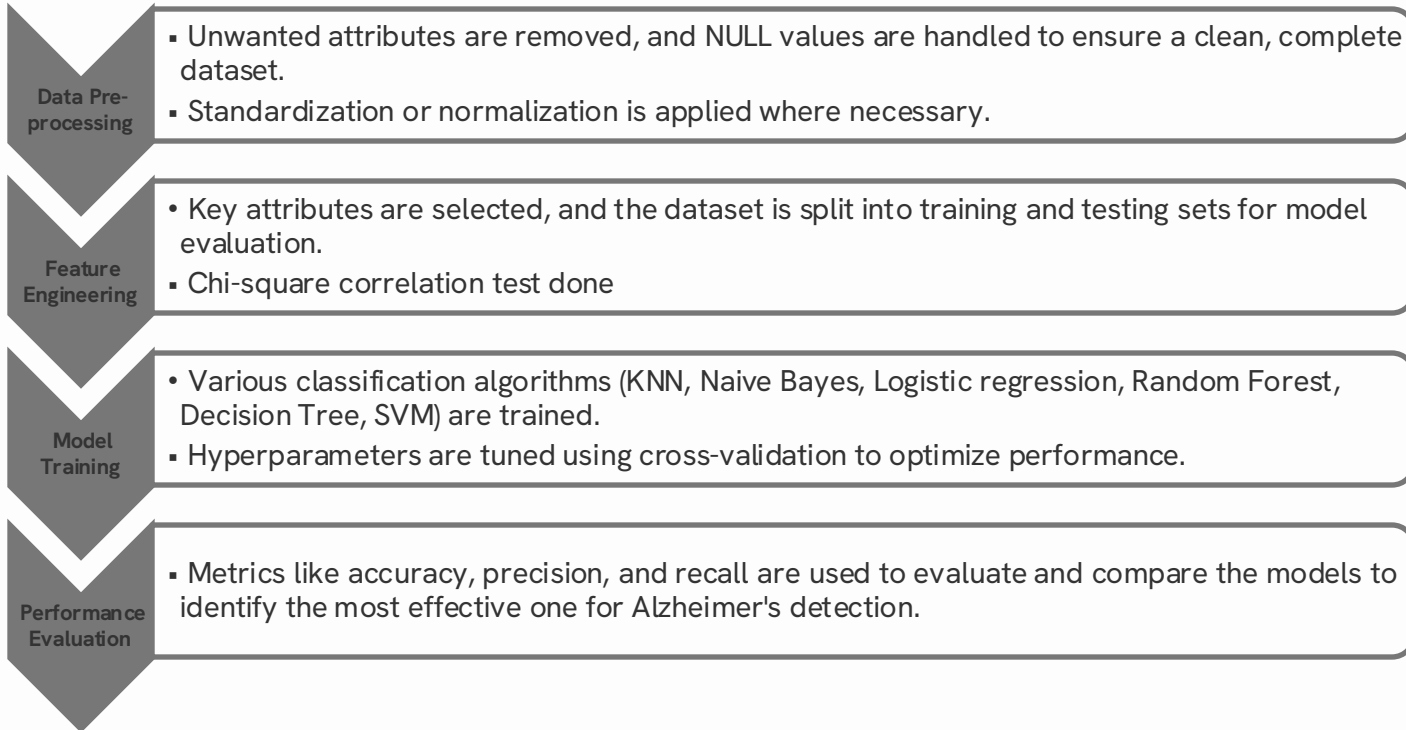 Data Pre-
processing
▪ Unwanted attributes are removed, and NULL values are handled to ensure a clean, complete
dataset.
▪ Standardization or normalization is applied where necessary.
Feature
Engineering
• Key attributes are selected, and the dataset is split into training and testing sets for model
evaluation.
▪ Chi-square correlation test done
Model
Training
• Various classification algorithms (KNN, Naive Bayes, Logistic regression, Random Forest,
Decision Tree, SVM) are trained.
▪ Hyperparameters are tuned using cross-validation to optimize performance.
Performance
Evaluation
▪ Metrics like accuracy, precision, and recall are used to evaluate and compare the models to
identify the most effective one for Alzheimer's detection.